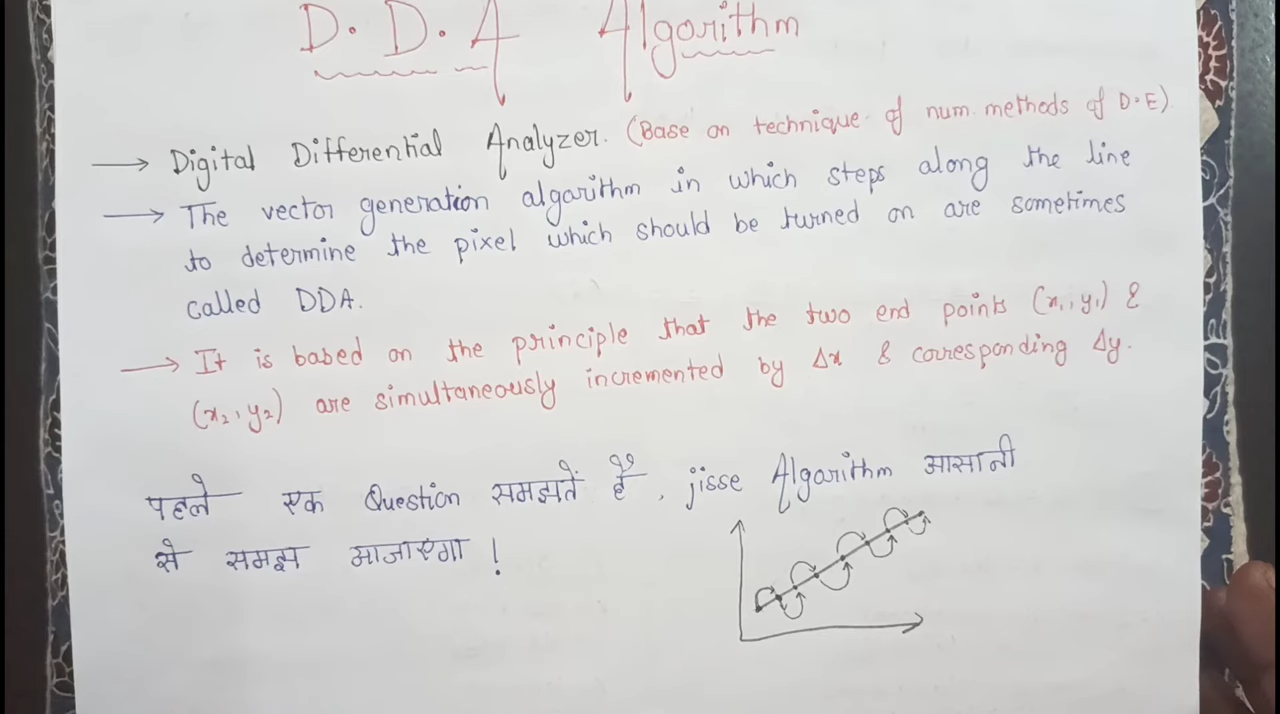 D.D.A Algorithm
→ Digital Differential Analyzer. (Base on technique of num. methods of D.E).
→ The vector generation algorithm in which steps along the line
to determine the pixel which should be turned on are sometimes
called DDA.
→ It is based on the principle that the two end points (x₁, y₁) &
(x₂, y₂) are simultaneously incremented by Δx & corresponding Δy.
पहले एक Question समझतें हैं, jisse Algorithm आसानी
से समझ आजाएगा !